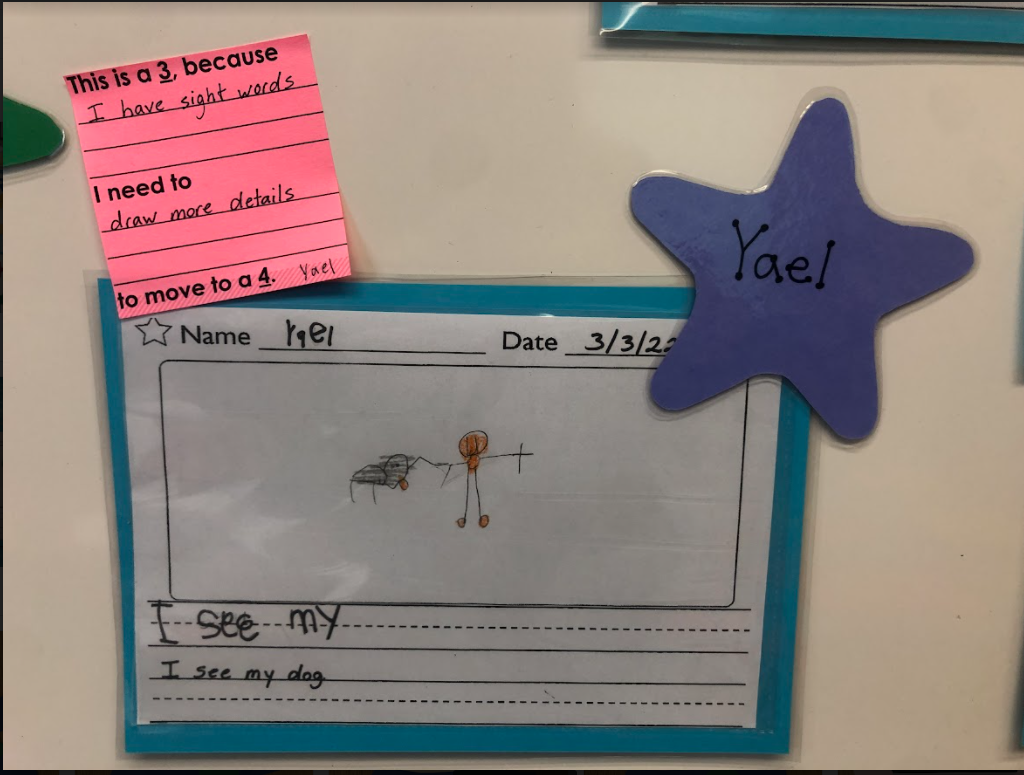 This is a 3, because
I have sight words
I need to
draw more details
to move to a 4. Yael
Yael
Name Yael Date 3/3/22
I see my
I see my dog